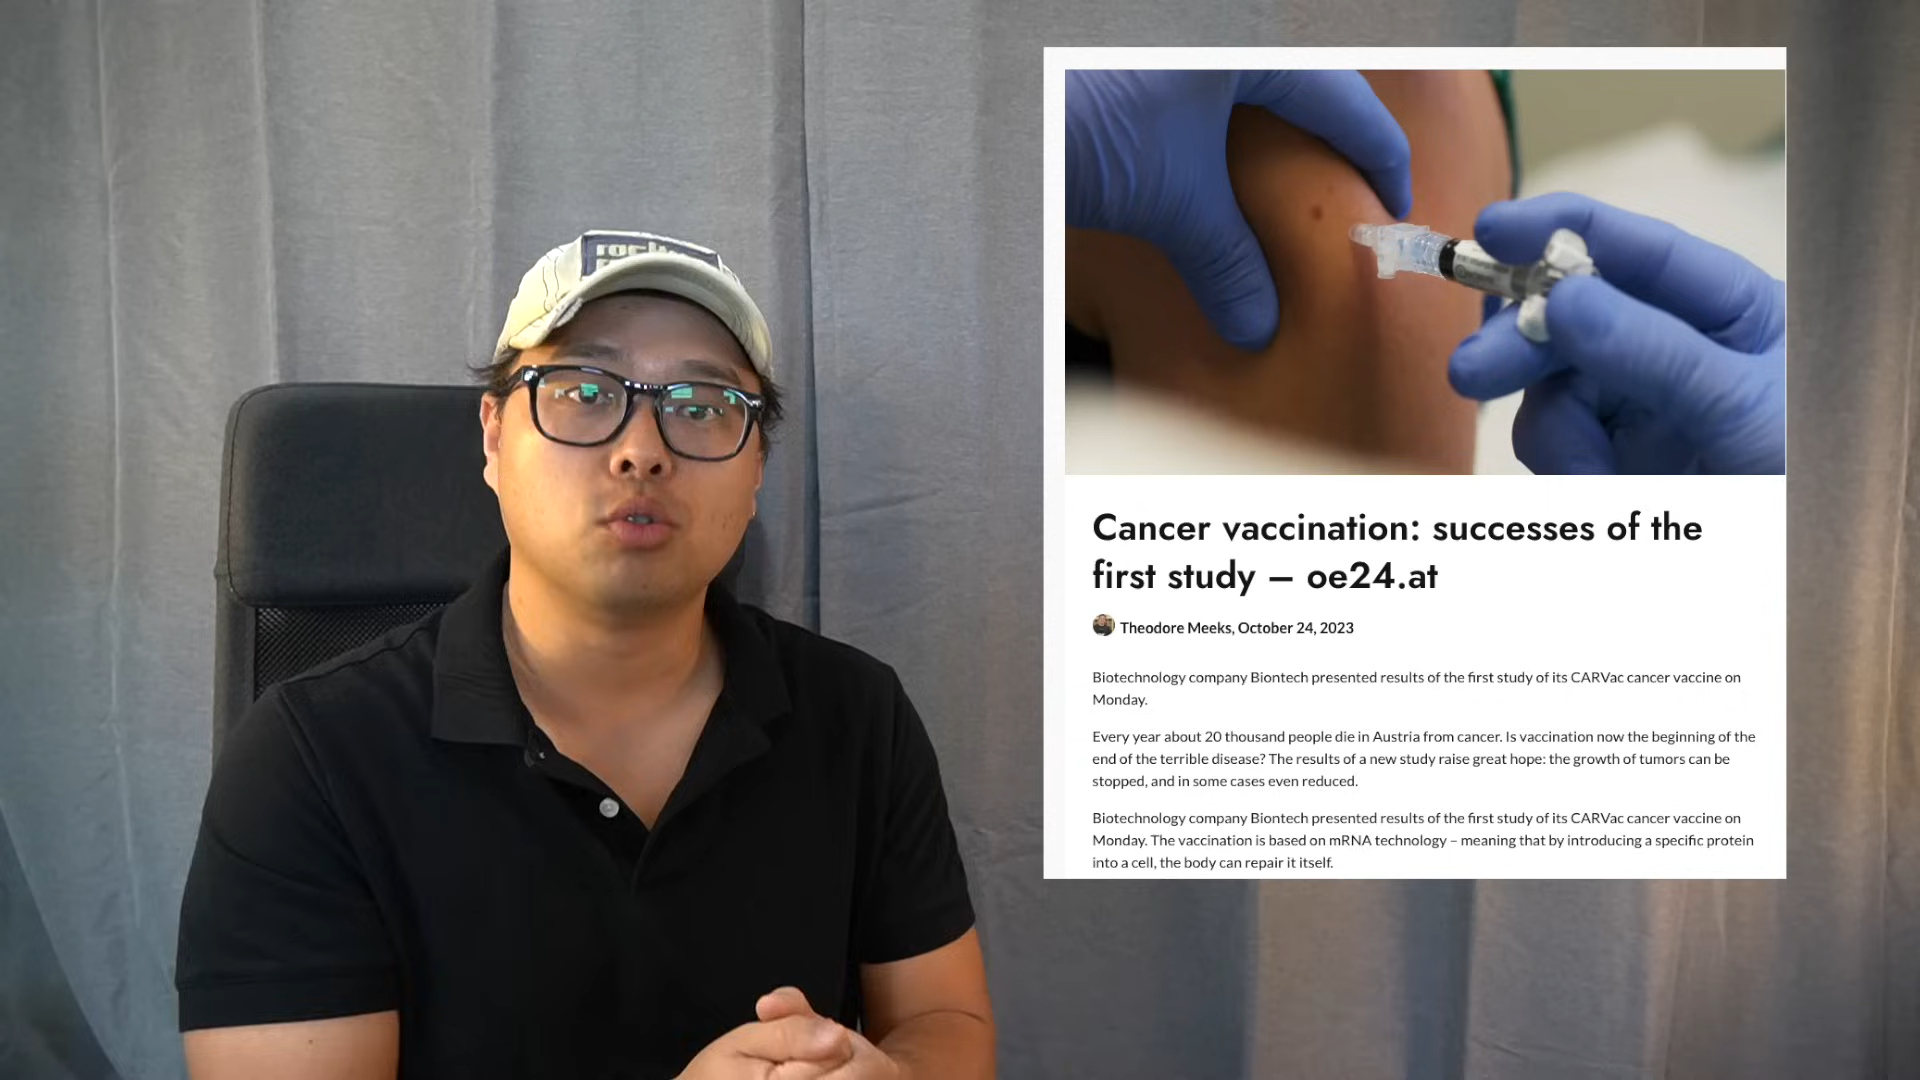 Cancer vaccination: successes of the
first study – oe24.at
Theodore Meeks, October 24, 2023
Biotechnology company Biontech presented results of the first study of its CARVac cancer vaccine on
Monday.
Every year about 20 thousand people die in Austria from cancer. Is vaccination now the beginning of the
end of the terrible disease? The results of a new study raise great hope: the growth of tumors can be
stopped, and in some cases even reduced.
Biotechnology company Biontech presented results of the first study of its CARVac cancer vaccine on
Monday. The vaccination is based on mRNA technology – meaning that by introducing a specific protein
into a cell, the body can repair it itself.